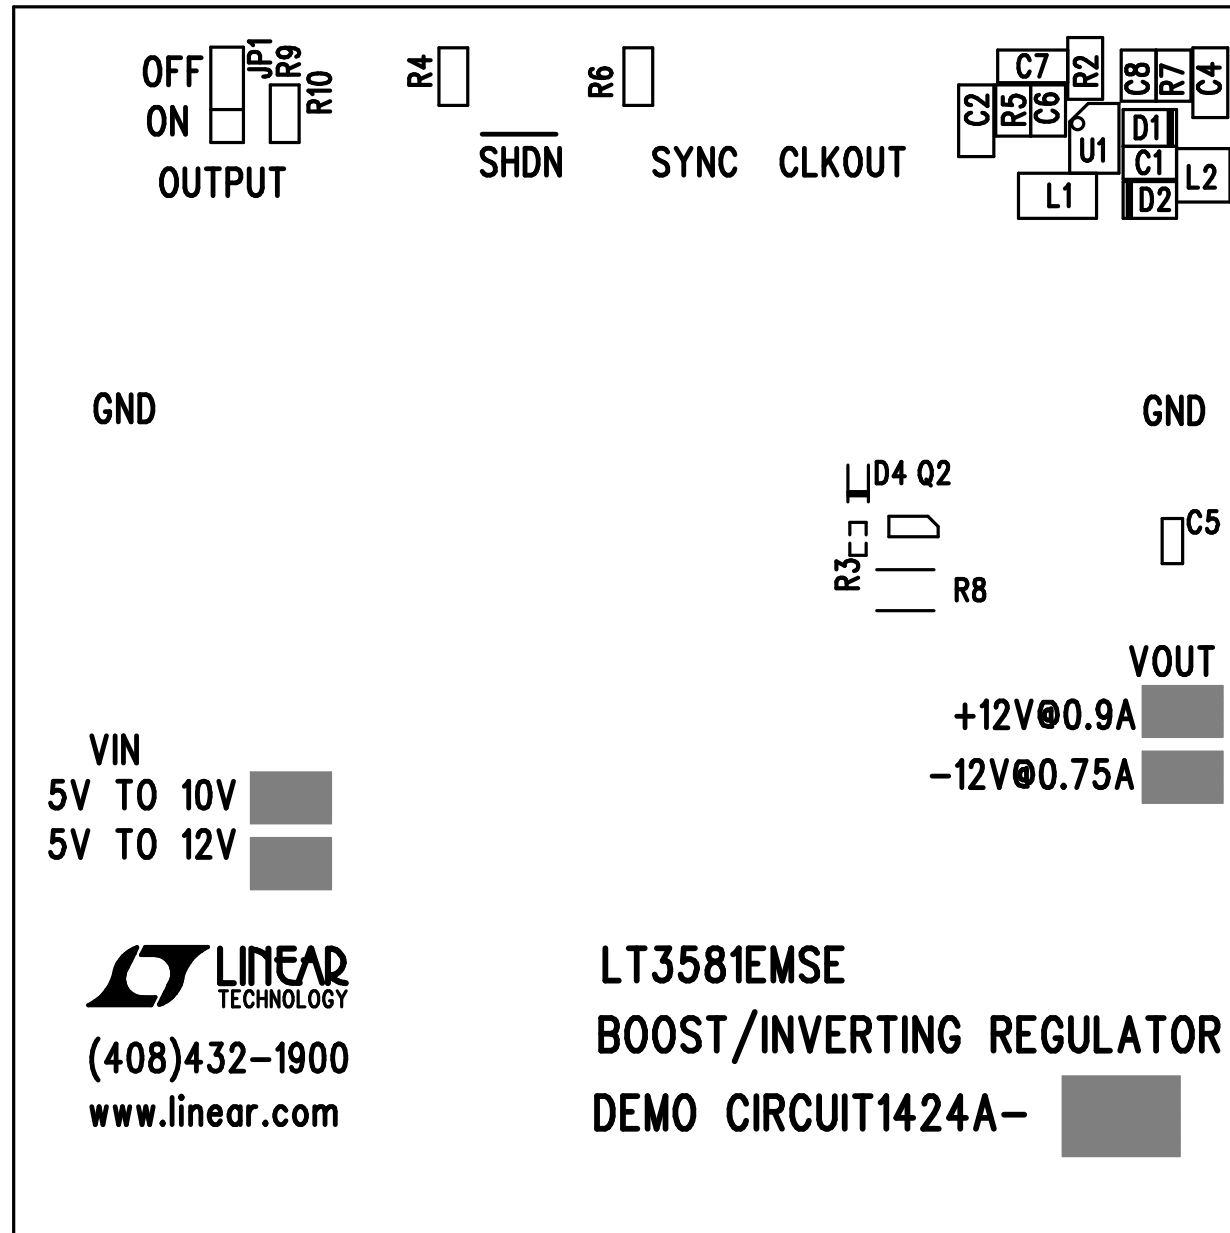 OFF
ON
OUTPUT
JP1
R9
R10
R4
SHDN
R6
SYNC
CLKOUT
C7
R2
C8
R7
C4
C2
R5
C6
U1
D1
C1
L2
L1
D2
GND
GND
D4 Q2
R3
R8
C5
VOUT
+12V@0.9A
-12V@0.75A
VIN
5V TO 10V
5V TO 12V
LINEAR
TECHNOLOGY
(408)432-1900
www.linear.com
LT3581EMSE
BOOST/INVERTING REGULATOR
DEMO CIRCUIT1424A-